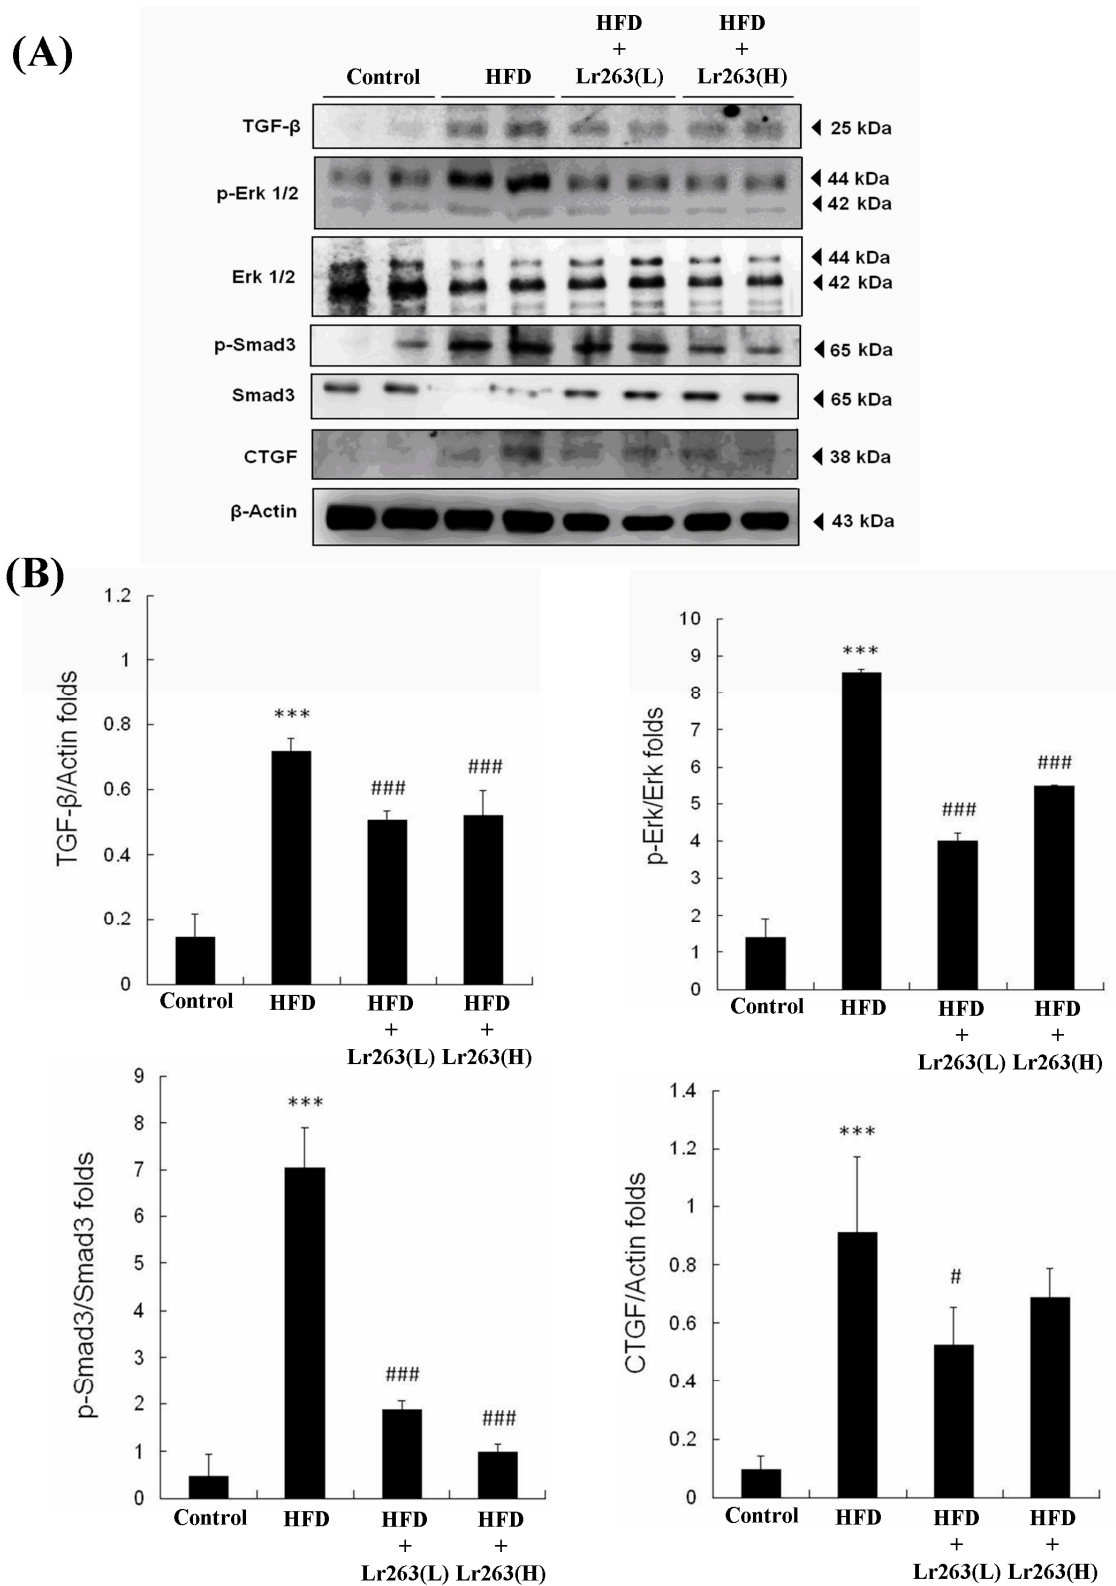 (A)
HFD HFD
+ +
Control HFD Lr263(L) Lr263(H)
TGF-β 25 kDa
p-Erk 1/2 44 kDa
42 kDa
Erk 1/2 44 kDa
42 kDa
p-Smad3 65 kDa
Smad3 65 kDa
CTGF 38 kDa
β-Actin 43 kDa
(B)
TGF-β/Actin folds
1.2
1
0.8
0.6
0.4
0.2
0
***
###
###
Control HFD HFD HFD
+ +
Lr263(L) Lr263(H)
p-Erk/Erk folds
10
9
8
7
6
5
4
3
2
1
0
***
###
###
Control HFD HFD HFD
+ +
Lr263(L) Lr263(H)
p-Smad3/Smad3 folds
9
8
7
6
5
4
3
2
1
0
***
###
###
Control HFD HFD HFD
+ +
Lr263(L) Lr263(H)
CTGF/Actin folds
1.4
1.2
1
0.8
0.6
0.4
0.2
0
***
#
Control HFD HFD HFD
+ +
Lr263(L) Lr263(H)